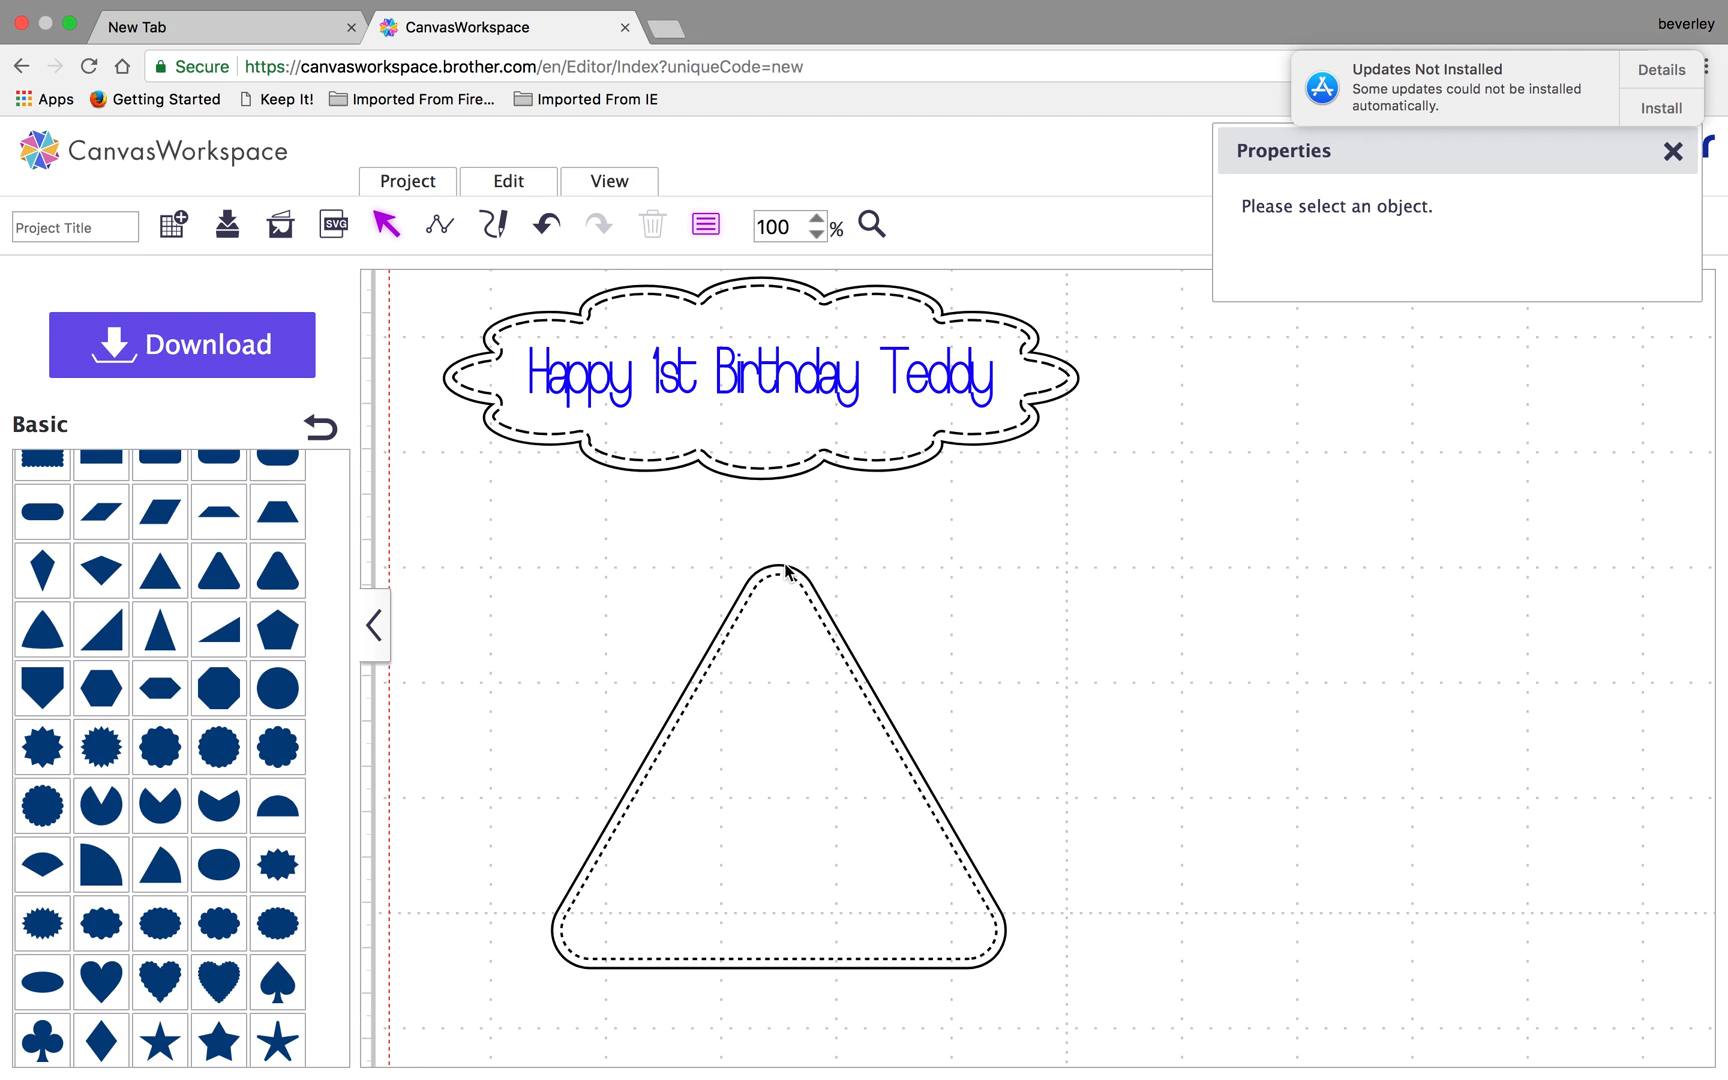 New Tab
CanvasWorkspace
beverley
Secure https://canvasworkspace.brother.com/en/Editor/Index?uniqueCode=new
Apps Getting Started Keep It! Imported From Fire... Imported From IE
Updates Not Installed
Some updates could not be installed automatically.
Details
Install
CanvasWorkspace
Project Edit View
Project Title
SVG
100 %
Properties
Please select an object.
Download
Basic
Happy 1st Birthday Teddy